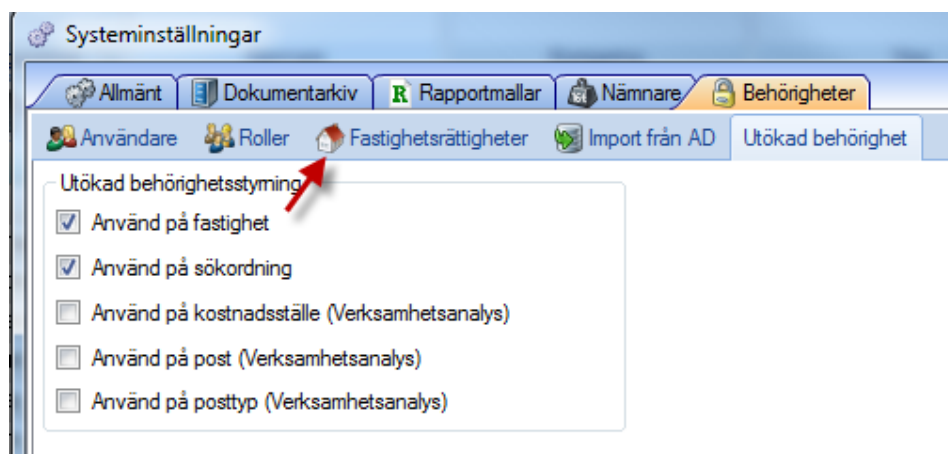 Systeminställningar
Allmänt Dokumentarkiv R Rapportmallar Nämnare Behörigheter
Användare Roller Fastighetsrättigheter Import från AD Utökad behörighet
Utökad behörighetsstyrning
Använd på fastighet
Använd på sökordning
Använd på kostnadsställe (Verksamhetsanalys)
Använd på post (Verksamhetsanalys)
Använd på posttyp (Verksamhetsanalys)